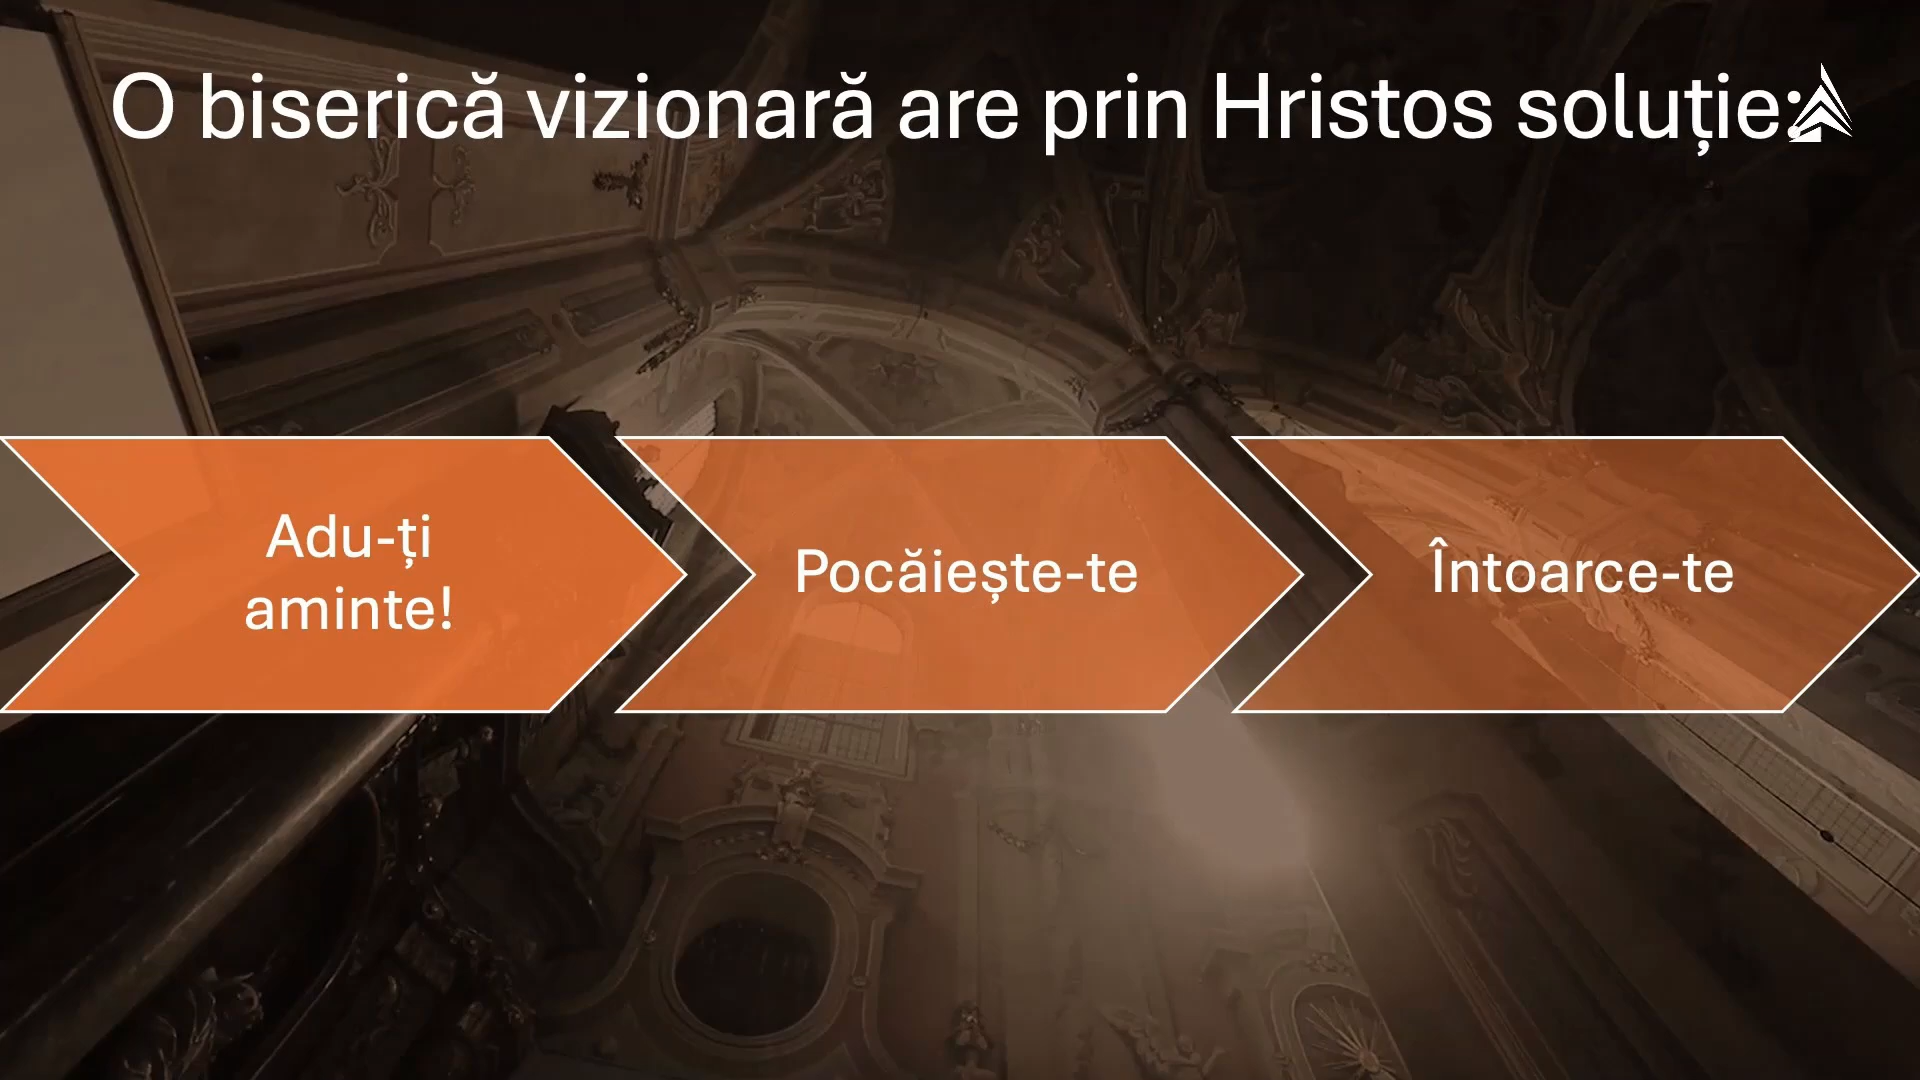 O biserică vizionară are prin Hristos soluție:
Adu-ți
aminte!
Pocăiește-te
Întoarce-te